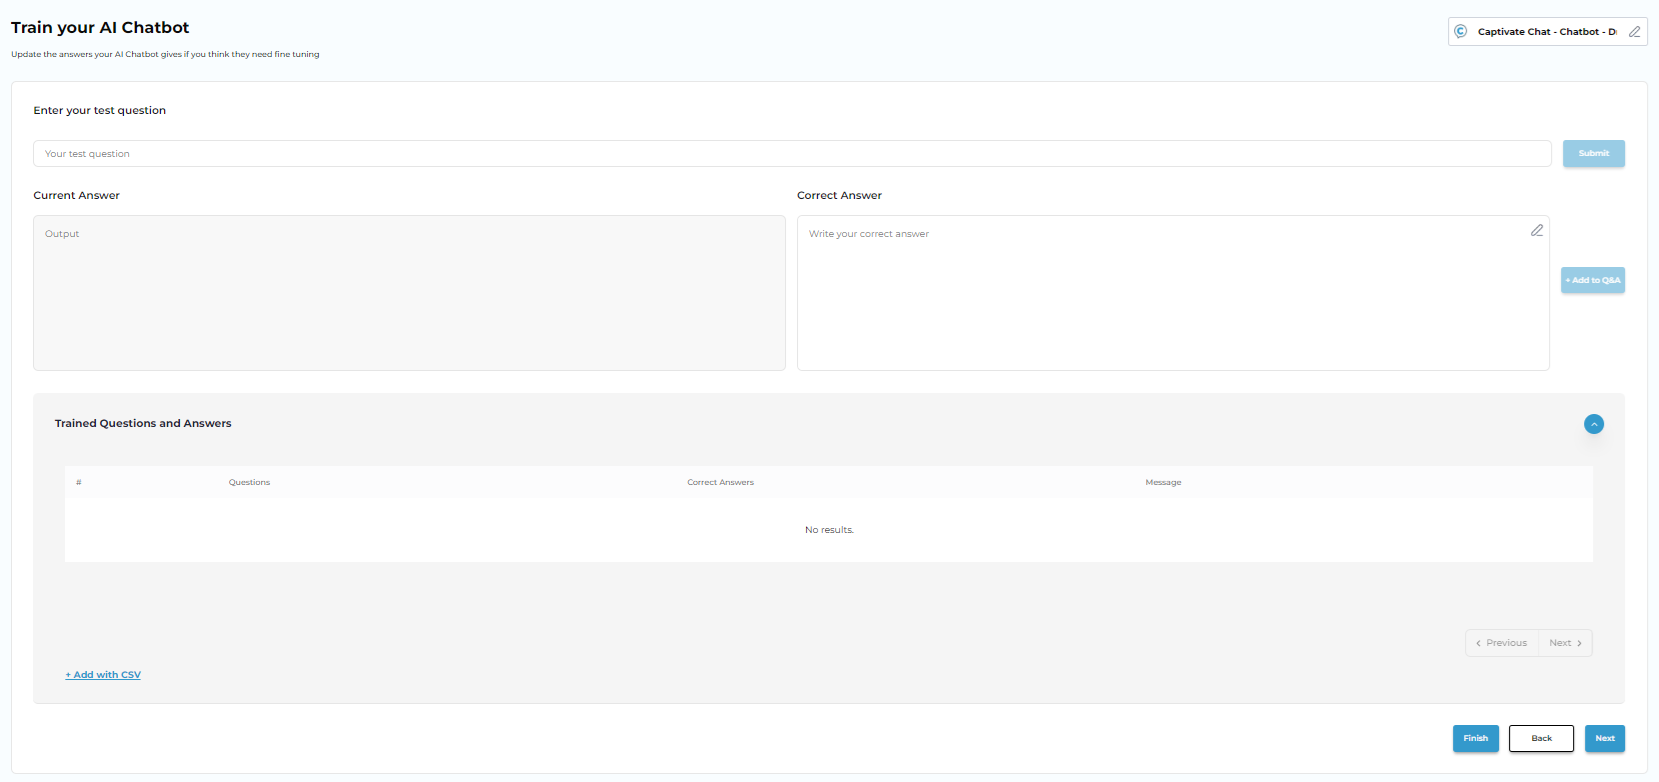 Train your AI Chatbot
Update the answers your AI Chatbot gives if you think they need fine tuning
Captivate Chat - Chatbot -
Enter your test question
Your test question
Submit
Current Answer
Correct Answer
Output
Write your correct answer
+ Add to Q&A
Trained Questions and Answers
# Questions Correct Answers Message
No results.
Previous Next
+ Add with CSV
Finish Back Next